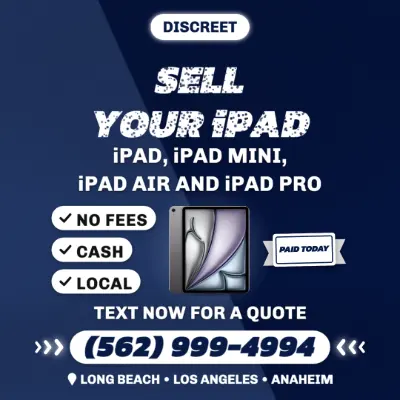 DISCREET
SELL
YOUR iPAD
iPAD, iPAD MINI,
iPAD AIR AND iPAD PRO
✓ NO FEES
✓ CASH
✓ LOCAL
PAID TODAY
TEXT NOW FOR A QUOTE
››› (562) 999-4994 ‹‹‹
LONG BEACH • LOS ANGELES • ANAHEIM